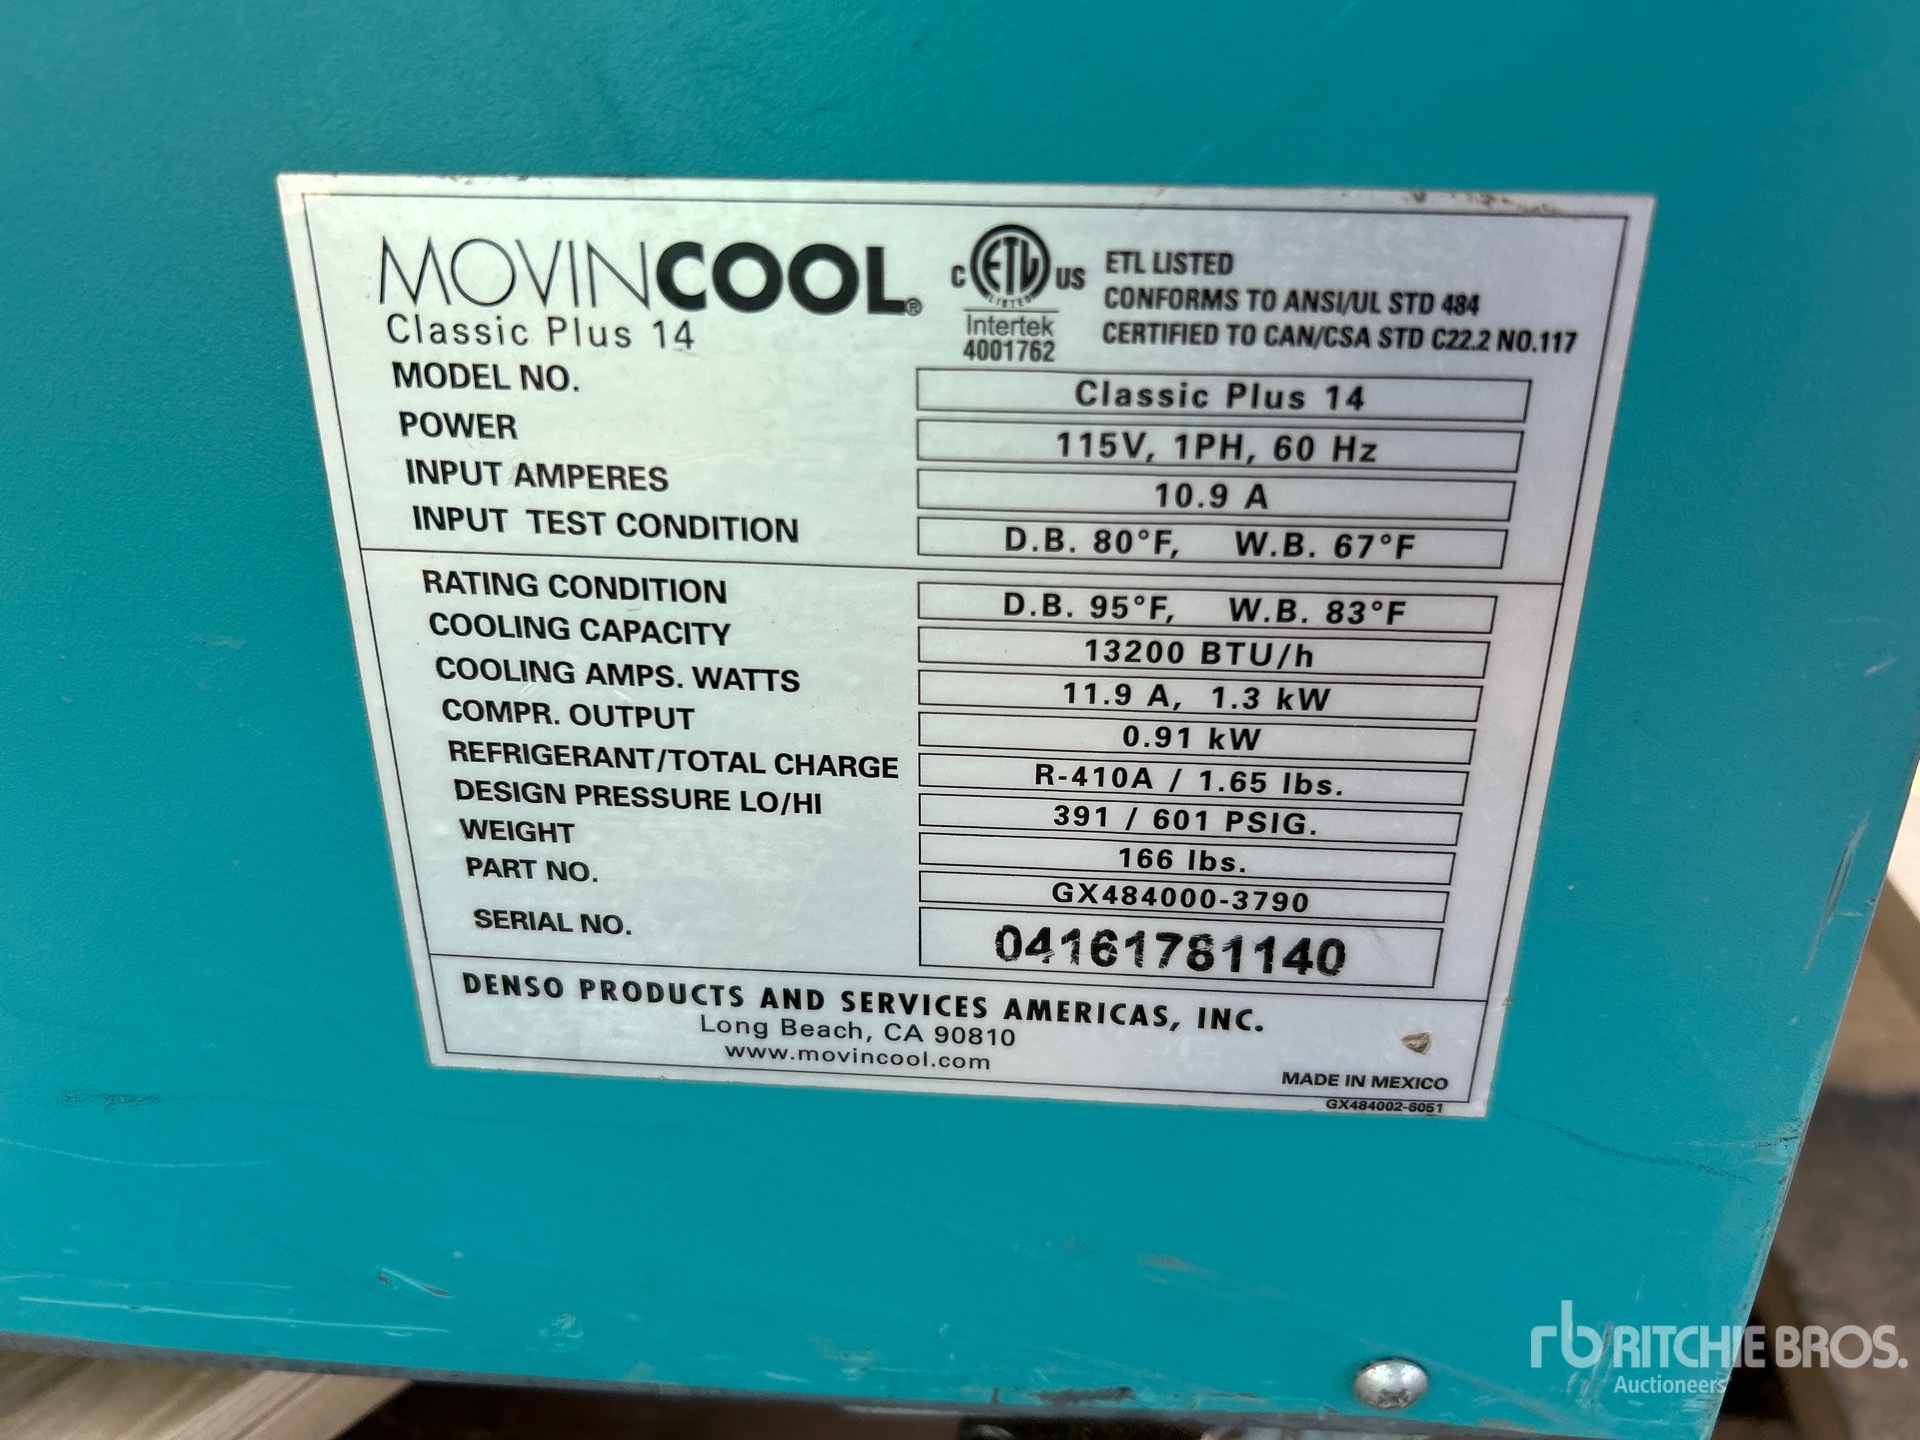 MOVINCOOL®
Classic Plus 14
C ETL LISTED US
Intertek
4001762
ETL LISTED
CONFORMS TO ANSI/UL STD 484
CERTIFIED TO CAN/CSA STD C22.2 NO.117
MODEL NO. Classic Plus 14
POWER 115V, 1PH, 60 Hz
INPUT AMPERES 10.9 A
INPUT TEST CONDITION D.B. 80°F, W.B. 67°F
RATING CONDITION D.B. 95°F, W.B. 83°F
COOLING CAPACITY 13200 BTU/h
COOLING AMPS. WATTS 11.9 A, 1.3 kW
COMPR. OUTPUT 0.91 kW
REFRIGERANT/TOTAL CHARGE R-410A / 1.65 lbs.
DESIGN PRESSURE LO/HI 391 / 601 PSIG.
WEIGHT 166 lbs.
PART NO. GX484000-3790
SERIAL NO. 04161781140
DENSO PRODUCTS AND SERVICES AMERICAS, INC.
Long Beach, CA 90810
www.movincool.com
MADE IN MEXICO
GX484002-6051
rb RITCHIE BROS.
Auctioneers